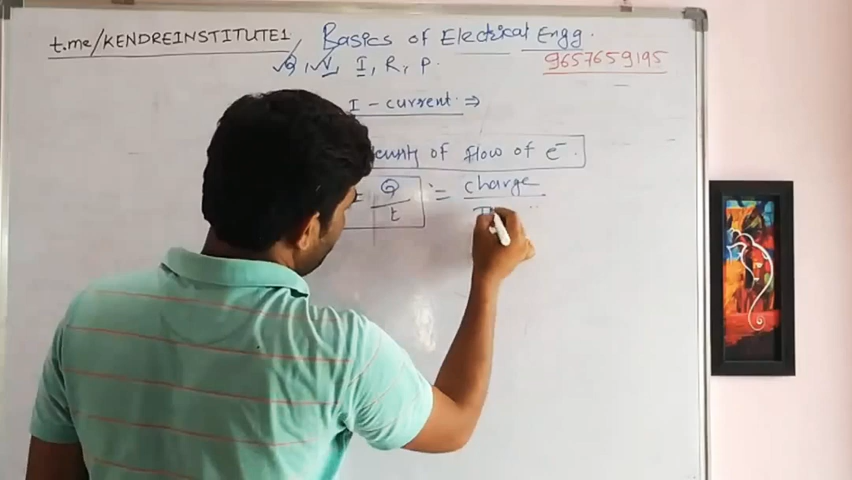 t.me/KENDREINSTITUTE1 Basics of Electrical Engg.
Q, V, I, R, P. 9657659195
I - current ⇒
of flow of e⁻.
Q/t = charge